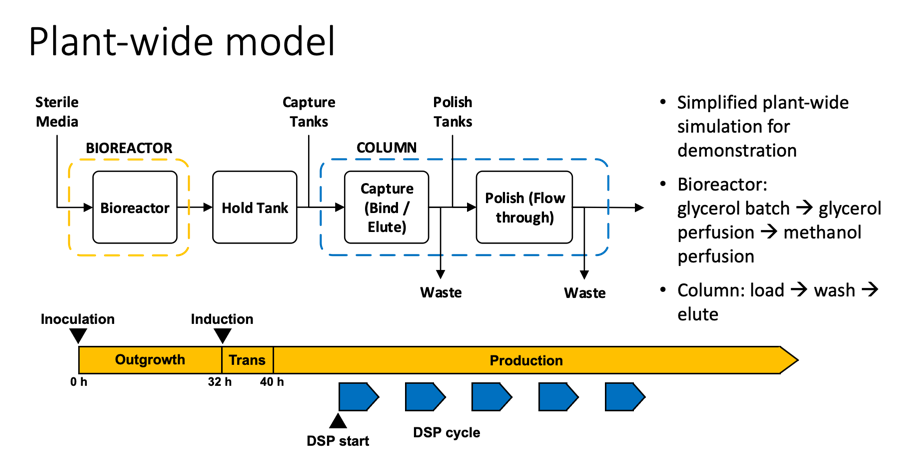 Plant-wide model
Sterile
Media
Capture
Tanks
Polish
Tanks
BIOREACTOR
COLUMN
Bioreactor
Hold Tank
Capture
(Bind /
Elute)
Polish (Flow
through)
Waste
Waste
• Simplified plant-wide
simulation for
demonstration
• Bioreactor:
glycerol batch → glycerol
perfusion → methanol
perfusion
• Column: load → wash →
elute
Inoculation
Induction
Outgrowth
Trans
Production
0 h
32 h
40 h
DSP start
DSP cycle